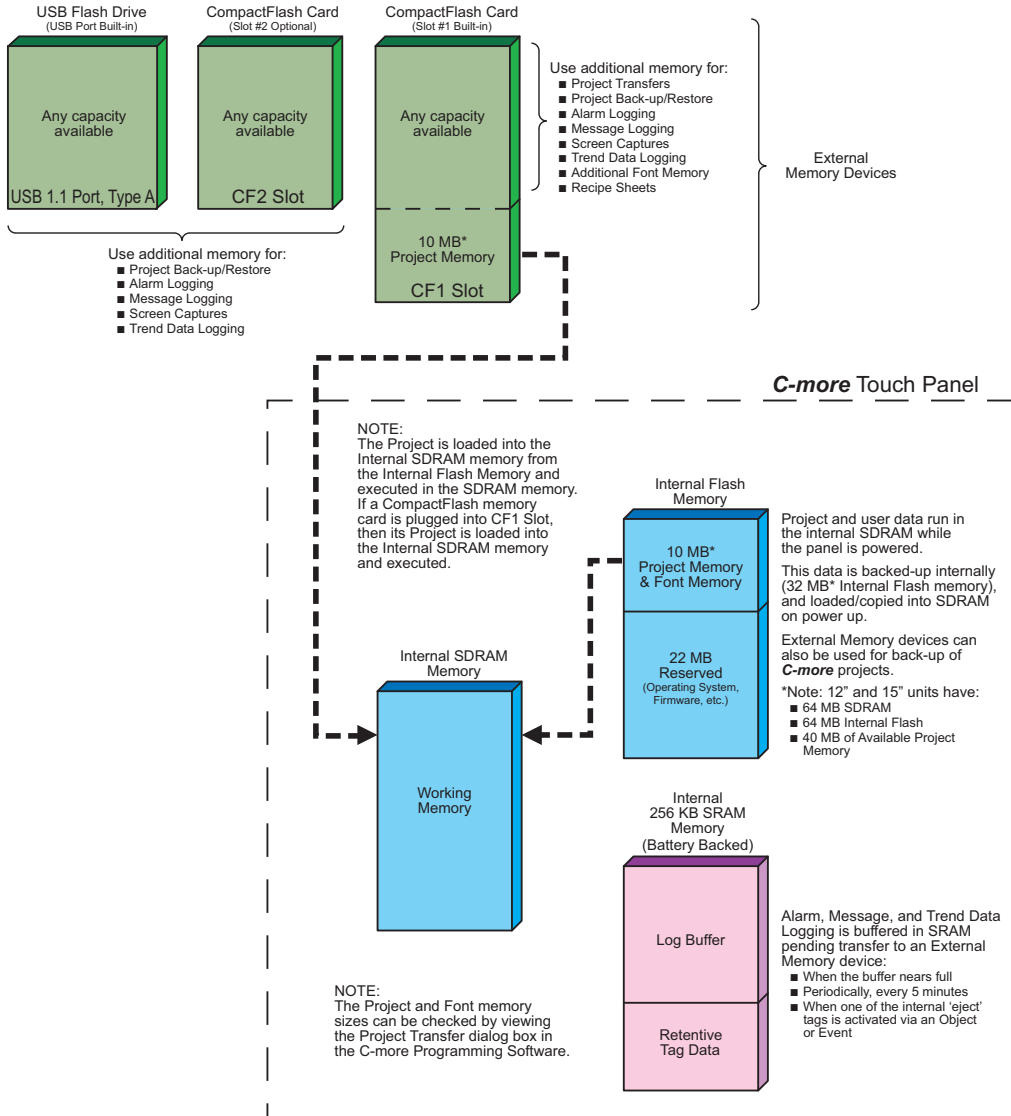 USB Flash Drive
(USB Port Built-in)
Any capacity
available
USB 1.1 Port, Type A
CompactFlash Card
(Slot #2 Optional)
Any capacity
available
CF2 Slot
CompactFlash Card
(Slot #1 Built-in)
Any capacity
available
10 MB*
Project Memory
CF1 Slot
Use additional memory for:
■ Project Transfers
■ Project Back-up/Restore
■ Alarm Logging
■ Message Logging
■ Screen Captures
■ Trend Data Logging
■ Additional Font Memory
■ Recipe Sheets
External
Memory Devices
Use additional memory for:
■ Project Back-up/Restore
■ Alarm Logging
■ Message Logging
■ Screen Captures
■ Trend Data Logging
C-more Touch Panel
NOTE:
The Project is loaded into the
Internal SDRAM memory from
the Internal Flash Memory and
executed in the SDRAM memory.
If a CompactFlash memory
card is plugged into CF1 Slot,
then its Project is loaded into
the Internal SDRAM memory
and executed.
Internal Flash
Memory
10 MB*
Project Memory
& Font Memory
22 MB
Reserved
(Operating System,
Firmware, etc.)
Project and user data run in
the internal SDRAM while
the panel is powered.
This data is backed-up internally
(32 MB* Internal Flash memory),
and loaded/copied into SDRAM
on power up.
External Memory devices can
also be used for back-up of
C-more projects.
*Note: 12” and 15” units have:
■ 64 MB SDRAM
■ 64 MB Internal Flash
■ 40 MB of Available Project
Memory
Internal SDRAM
Memory
Working
Memory
Internal
256 KB SRAM
Memory
(Battery Backed)
Log Buffer
Retentive
Tag Data
Alarm, Message, and Trend Data
Logging is buffered in SRAM
pending transfer to an External
Memory device:
■ When the buffer nears full
■ Periodically, every 5 minutes
■ When one of the internal ‘eject’
tags is activated via an Object
or Event
NOTE:
The Project and Font memory
sizes can be checked by viewing
the Project Transfer dialog box in
the C-more Programming Software.